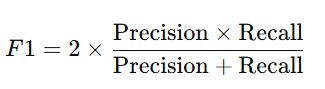 F1 = 2 × Precision × Recall / Precision + Recall